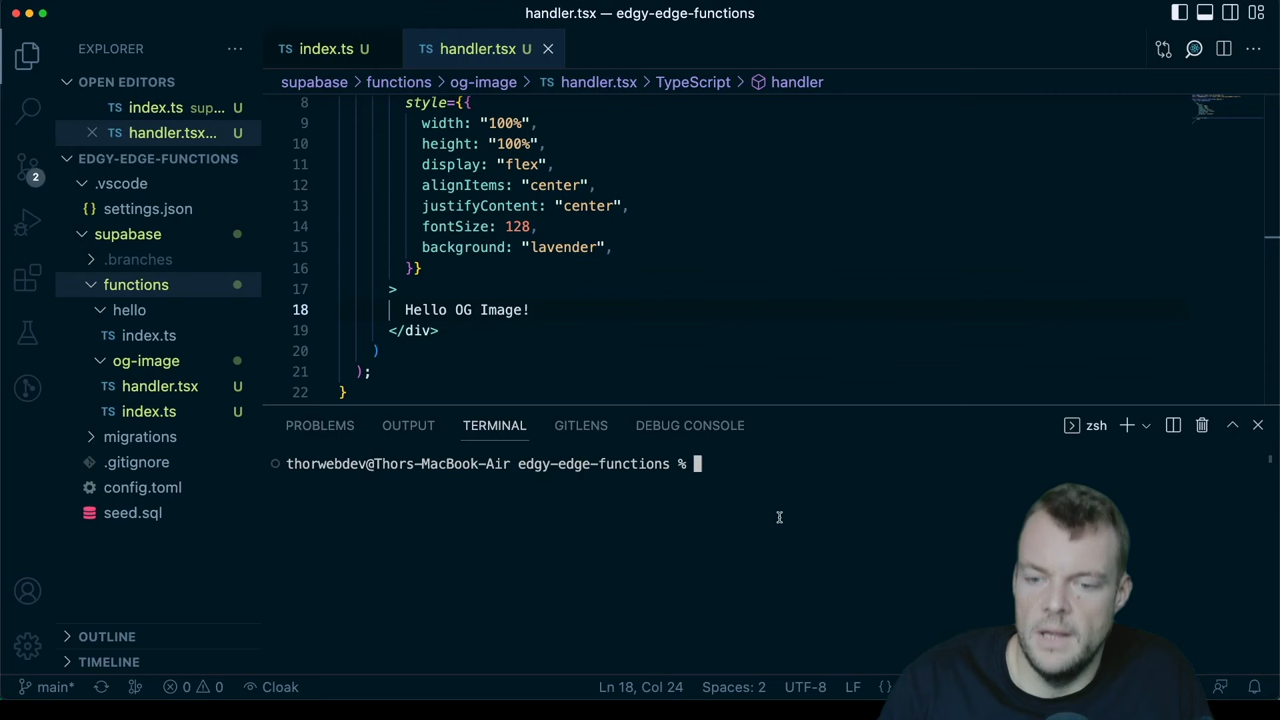 handler.tsx — edgy-edge-functions
EXPLORER
index.ts U
handler.tsx U
OPEN EDITORS
index.ts sup... U
handler.tsx... U
EDGY-EDGE-FUNCTIONS
.vscode
{} settings.json
supabase
.branches
functions
hello
TS index.ts
og-image
TS handler.tsx U
TS index.ts U
migrations
.gitignore
config.toml
seed.sql
OUTLINE
TIMELINE
2
supabase > functions > og-image > TS handler.tsx > TypeScript > handler
8 style={{
9 width: "100%",
10 height: "100%",
11 display: "flex",
12 alignItems: "center",
13 justifyContent: "center",
14 fontSize: 128,
15 background: "lavender",
16 }}
17 >
18 Hello OG Image!
19 </div>
20 )
21 );
22 }
PROBLEMS OUTPUT TERMINAL GITLENS DEBUG CONSOLE
zsh
thorwebdev@Thors-MacBook-Air edgy-edge-functions %
main* 0 0 Cloak
Ln 18, Col 24 Spaces: 2 UTF-8 LF {}